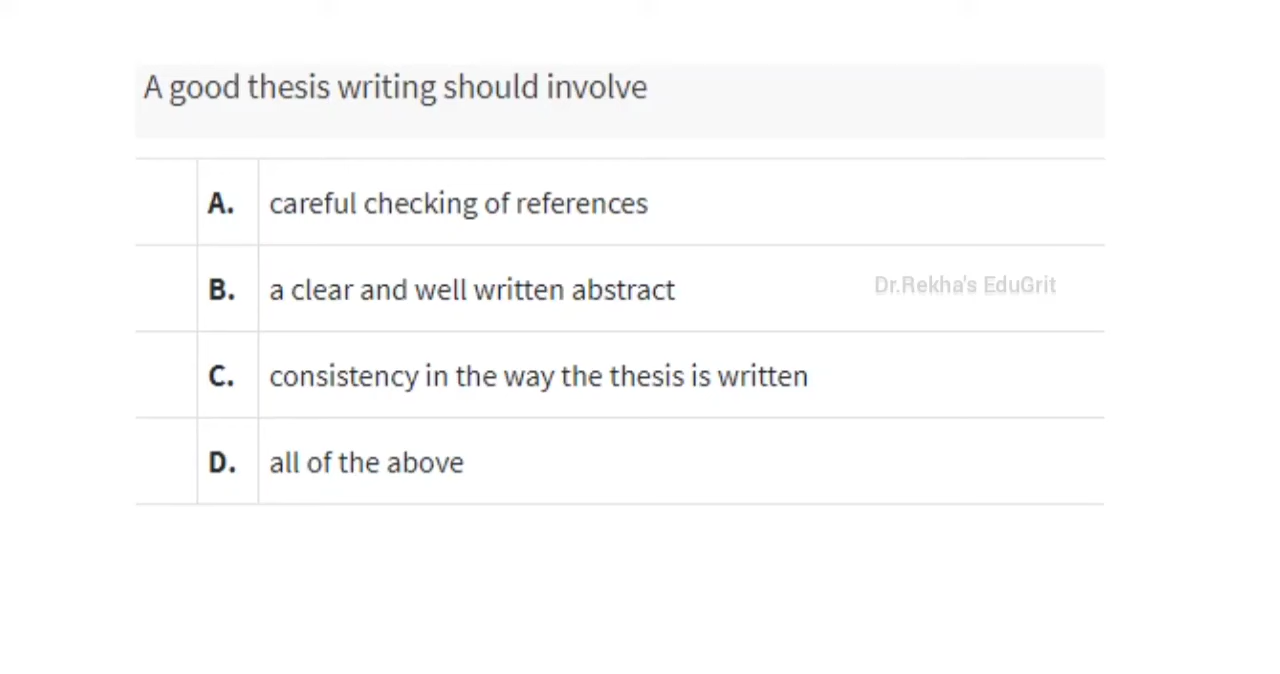 A good thesis writing should involve
A. careful checking of references
B. a clear and well written abstract
Dr.Rekha's EduGrit
C. consistency in the way the thesis is written
D. all of the above